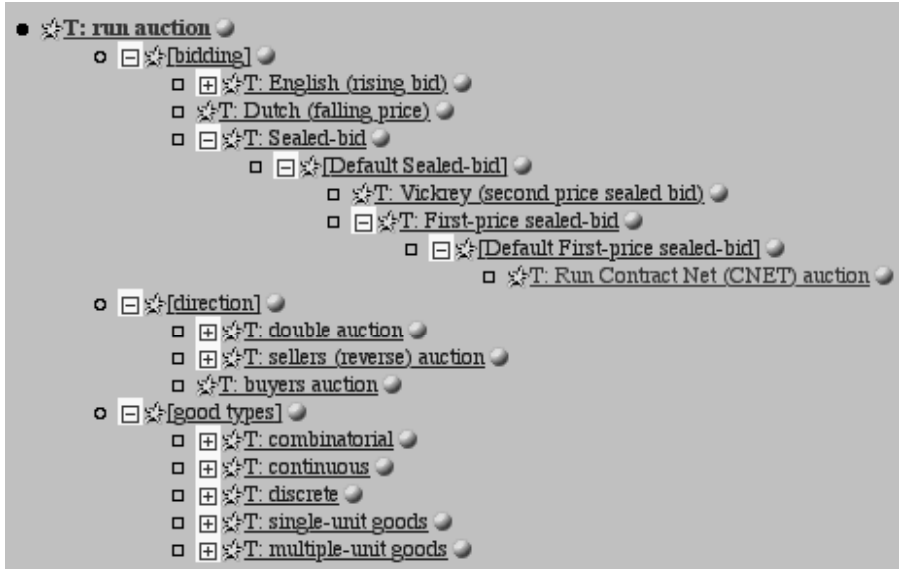 T: run auction
[bidding]
T: English (rising bid)
T: Dutch (falling price)
T: Sealed-bid
[Default Sealed-bid]
T: Vickrey (second price sealed bid)
T: First-price sealed-bid
[Default First-price sealed-bid]
T: Run Contract Net (CNET) auction
[direction]
T: double auction
T: sellers (reverse) auction
T: buyers auction
[good types]
T: combinatorial
T: continuous
T: discrete
T: single-unit goods
T: multiple-unit goods